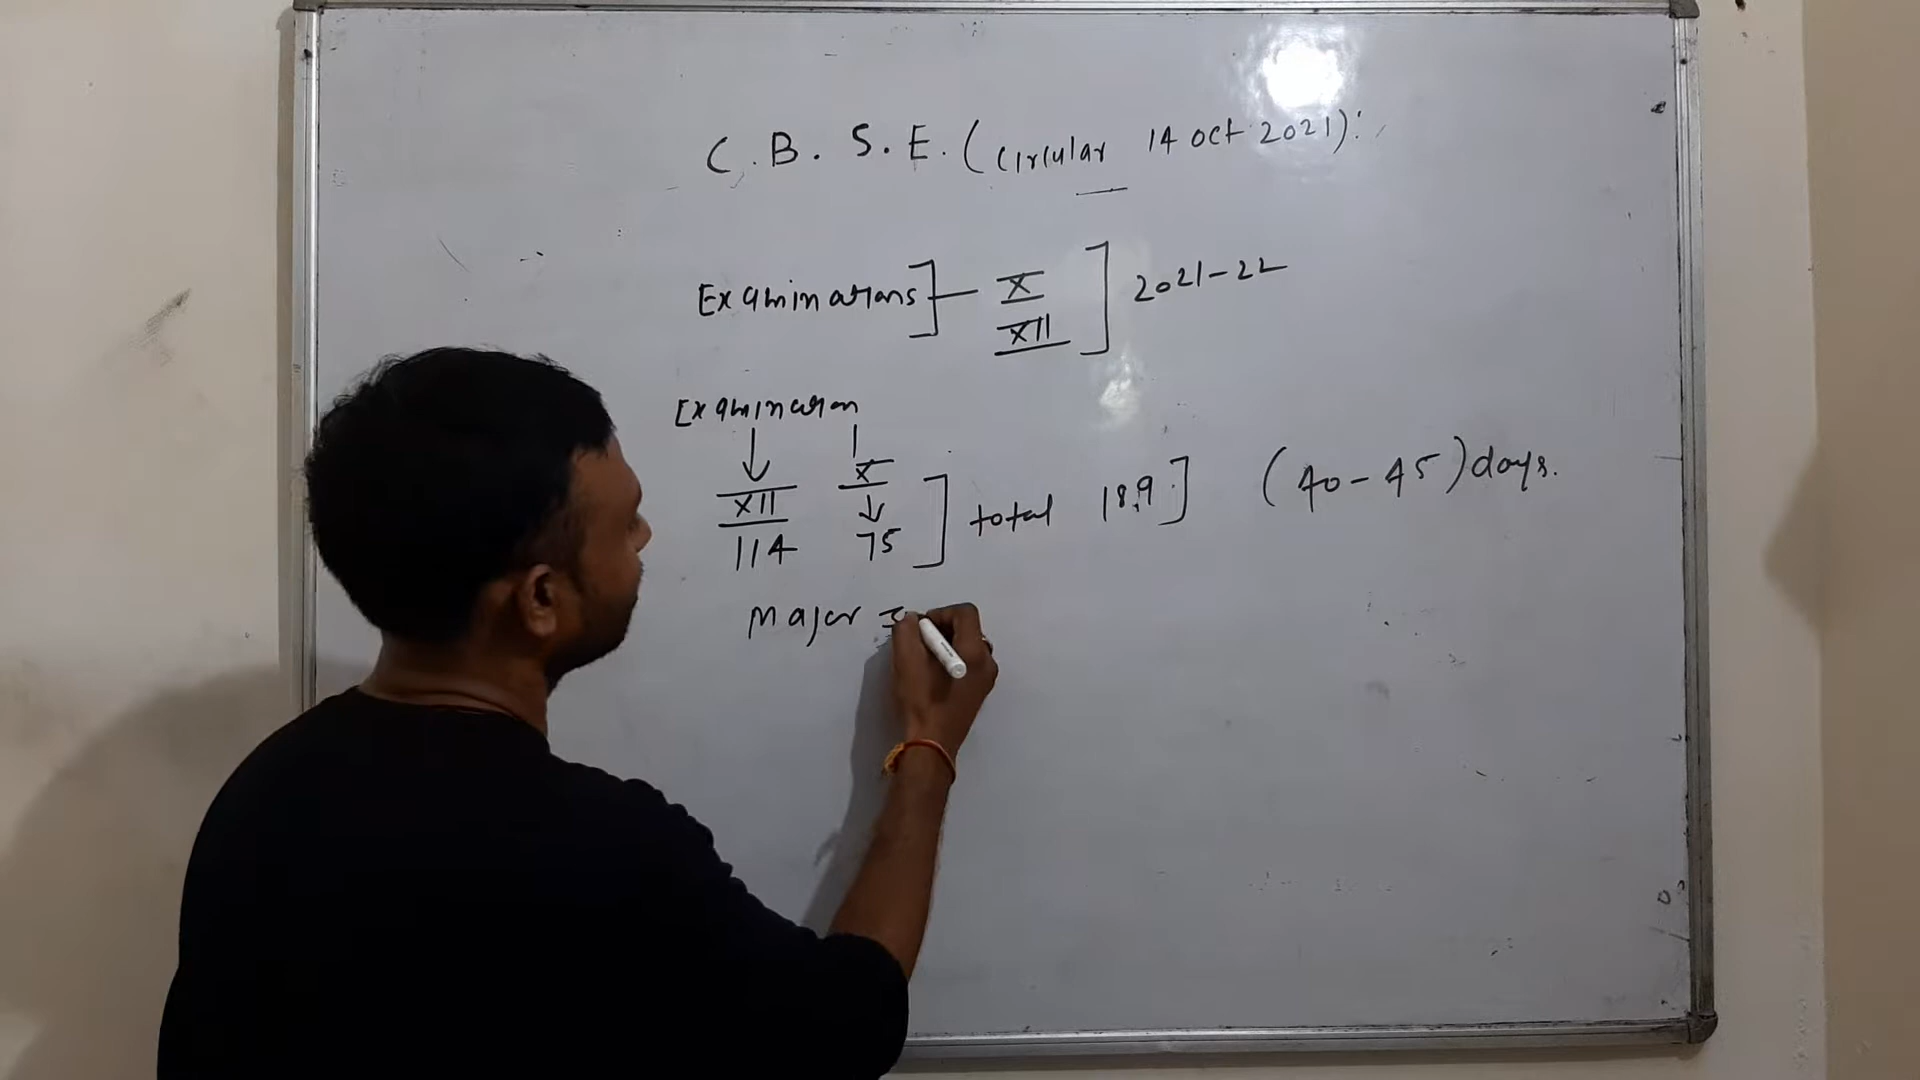 C.B.S.E. (Circular 14 Oct 2021):
Examinations] — X
XII ] 2021-22
Examination
XII X
114 75 ] total 189] (40-45) days.
Major